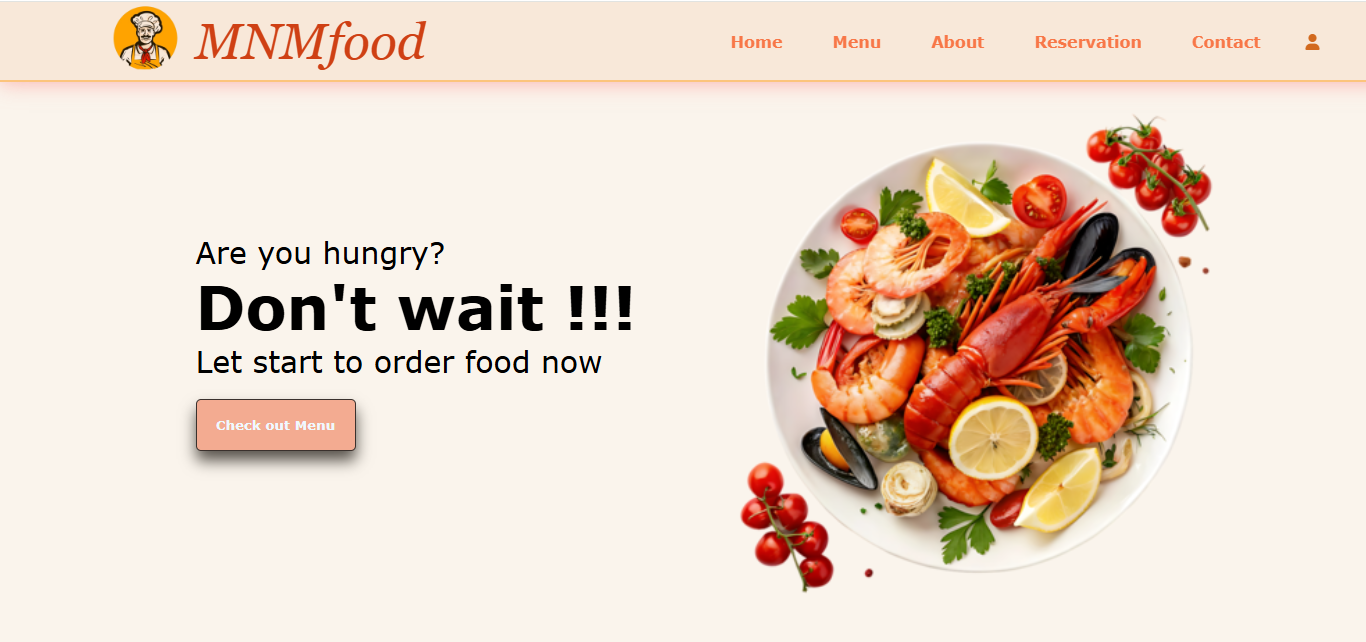 MNMfood
Home Menu About Reservation Contact
Are you hungry?
Don't wait !!!
Let start to order food now
Check out Menu